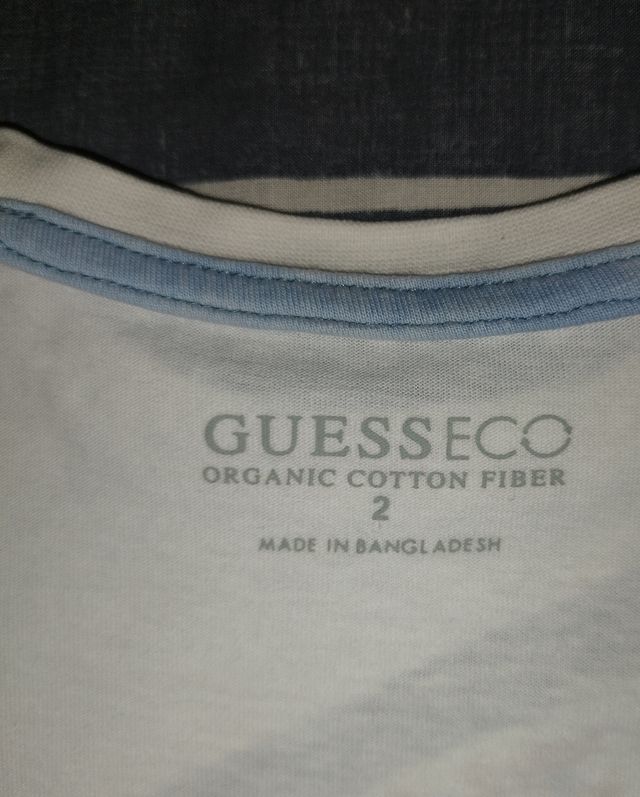 GUESSECO
ORGANIC COTTON FIBER
2
MADE IN BANGLADESH